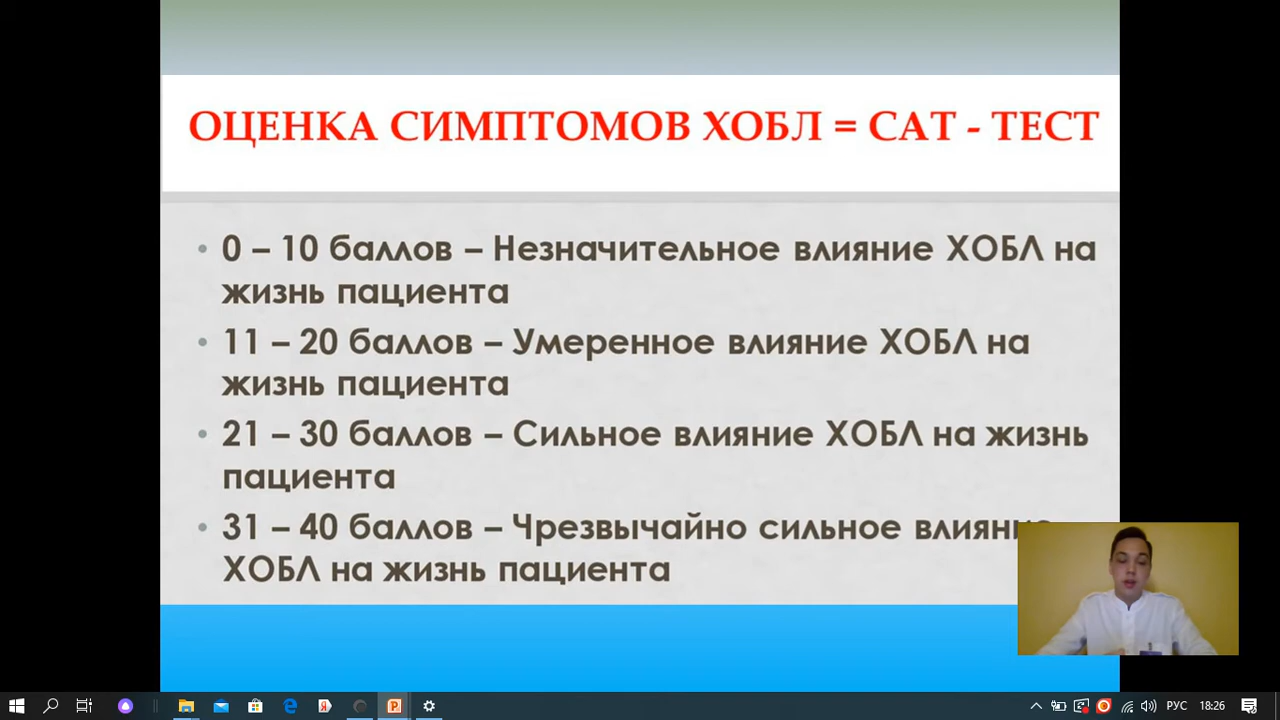 ОЦЕНКА СИМПТОМОВ ХОБЛ = САТ - ТЕСТ
• 0 – 10 баллов – Незначительное влияние ХОБЛ на
жизнь пациента
• 11 – 20 баллов – Умеренное влияние ХОБЛ на
жизнь пациента
• 21 – 30 баллов – Сильное влияние ХОБЛ на жизнь
пациента
• 31 – 40 баллов – Чрезвычайно сильное влияние
ХОБЛ на жизнь пациента
РУС
18:26